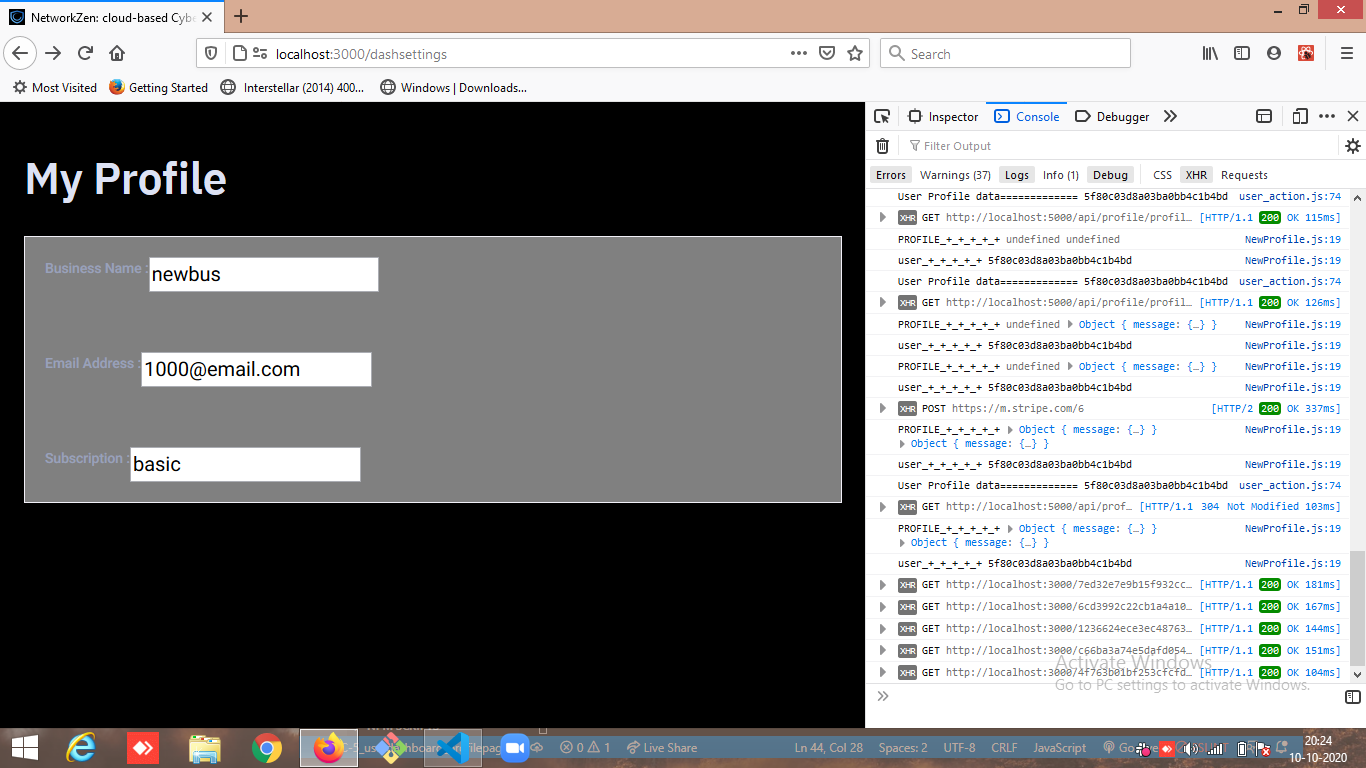 NetworkZen: cloud-based Cybe
localhost:3000/dashsettings
Search
Most Visited
Getting Started
Interstellar (2014) 400...
Windows | Downloads...
My Profile
Business Name : newbus
Email Address : 1000@email.com
Subscription : basic
Inspector
Console
Debugger
Filter Output
Errors Warnings (37) Logs Info (1) Debug CSS XHR Requests
User Profile data============= 5f80c03d8a03ba0bb4c1b4bd user_action.js:74
XHR GET http://localhost:5000/api/profile/profil... [HTTP/1.1 200 OK 115ms]
PROFILE_+_+_+_+_+ undefined undefined NewProfile.js:19
user_+_+_+_+_+ 5f80c03d8a03ba0bb4c1b4bd NewProfile.js:19
User Profile data============= 5f80c03d8a03ba0bb4c1b4bd user_action.js:74
XHR GET http://localhost:5000/api/profile/profil... [HTTP/1.1 200 OK 126ms]
PROFILE_+_+_+_+_+ undefined Object { message: {…} } NewProfile.js:19
user_+_+_+_+_+ 5f80c03d8a03ba0bb4c1b4bd NewProfile.js:19
PROFILE_+_+_+_+_+ undefined Object { message: {…} } NewProfile.js:19
user_+_+_+_+_+ 5f80c03d8a03ba0bb4c1b4bd NewProfile.js:19
XHR POST https://m.stripe.com/6 [HTTP/2 200 OK 337ms]
PROFILE_+_+_+_+_+ Object { message: {…} } NewProfile.js:19
Object { message: {…} }
user_+_+_+_+_+ 5f80c03d8a03ba0bb4c1b4bd NewProfile.js:19
User Profile data============= 5f80c03d8a03ba0bb4c1b4bd user_action.js:74
XHR GET http://localhost:5000/api/prof... [HTTP/1.1 304 Not Modified 103ms]
PROFILE_+_+_+_+_+ Object { message: {…} } NewProfile.js:19
Object { message: {…} }
user_+_+_+_+_+ 5f80c03d8a03ba0bb4c1b4bd NewProfile.js:19
XHR GET http://localhost:3000/7ed32e7e9b15f932cc... [HTTP/1.1 200 OK 181ms]
XHR GET http://localhost:3000/6cd3992c22cb1a4a10... [HTTP/1.1 200 OK 167ms]
XHR GET http://localhost:3000/1236624ece3ec48763... [HTTP/1.1 200 OK 144ms]
XHR GET http://localhost:3000/c66ba3a74e5dafd054... [HTTP/1.1 200 OK 151ms]
XHR GET http://localhost:3000/4f763b01bf253cfcfd... [HTTP/1.1 200 OK 104ms]
Activate Windows
Go to PC settings to activate Windows.
0 1 Live Share Ln 44, Col 28 Spaces: 2 UTF-8 CRLF JavaScript
20:24
10-10-2020